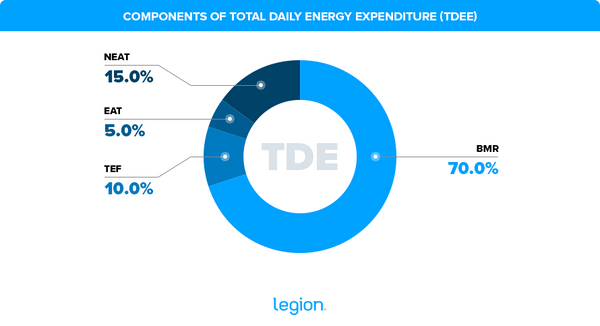 COMPONENTS OF TOTAL DAILY ENERGY EXPENDITURE (TDEE)
NEAT
15.0%
EAT
5.0%
TEF
10.0%
TDE
BMR
70.0%
legion.